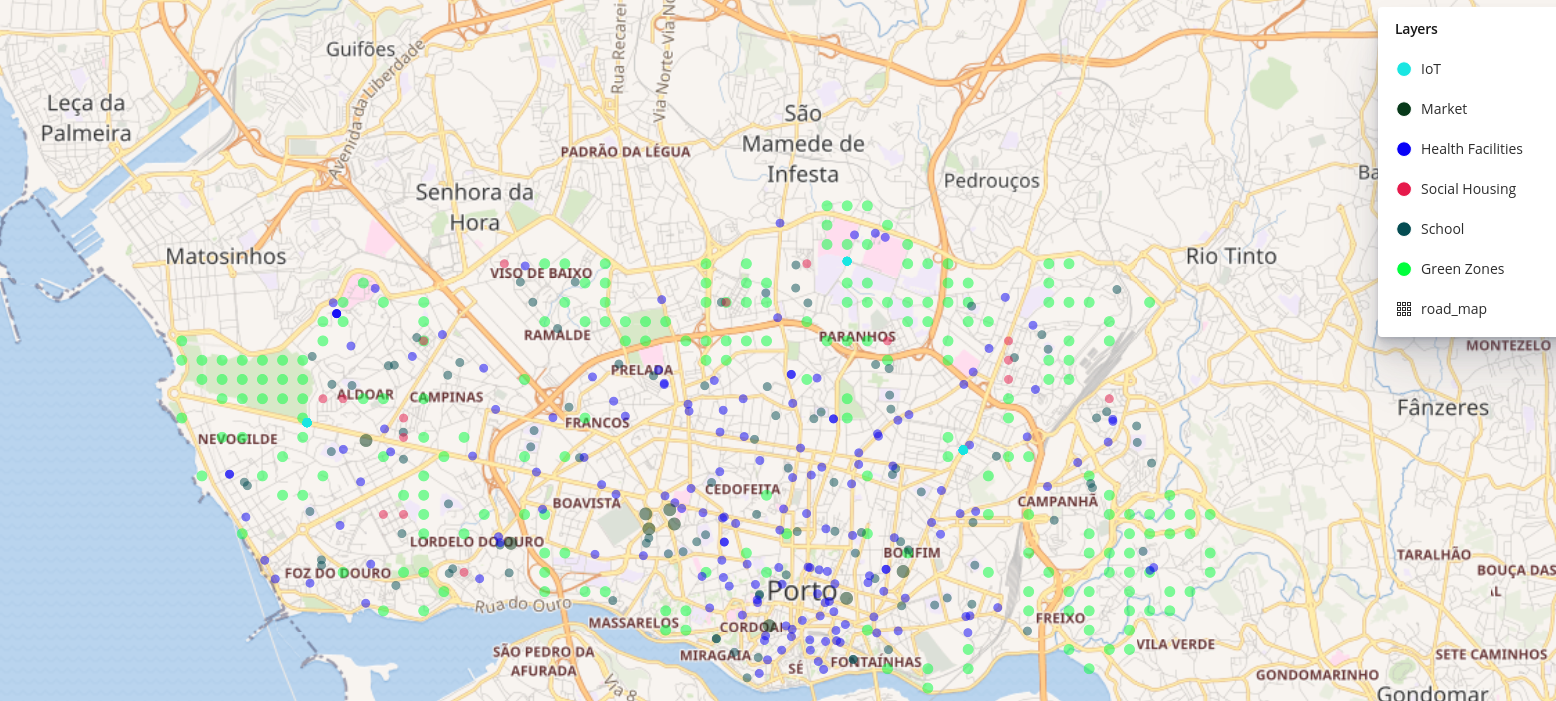 Guifões
Leça da
Palmeira
Avenida da Liberdade
Rua Recarei
Via Norte
Via No
São
Mamede de
Infesta
PADRÃO DA LÉGUA
Pedrouços
Ba
Senhora da
Hora
Matosinhos
Rio Tinto
VISO DE BAIXO
RAMALDE
PARANHOS
MONTEZELO
PRELADA
ALDOAR
CAMPINAS
FRANCOS
Fânzeres
NEVOGILDE
CEDOFEITA
BOAVISTA
CAMPANHÃ
LORDELO DO OURO
BONFIM
TARALHÃO
FOZ DO DOURO
BOUÇA DAS
Porto
Rua do Ouro
MASSARELOS
CORDOAI
FREIXO
VILA VERDE
SÃO PEDRO DA
AFURADA
MIRAGAIA
SÉ
FONTAÍNHAS
SETE CAMINHOS
GONDOMARINHO
Via 8
Gondomar
Layers
IoT
Market
Health Facilities
Social Housing
School
Green Zones
road_map